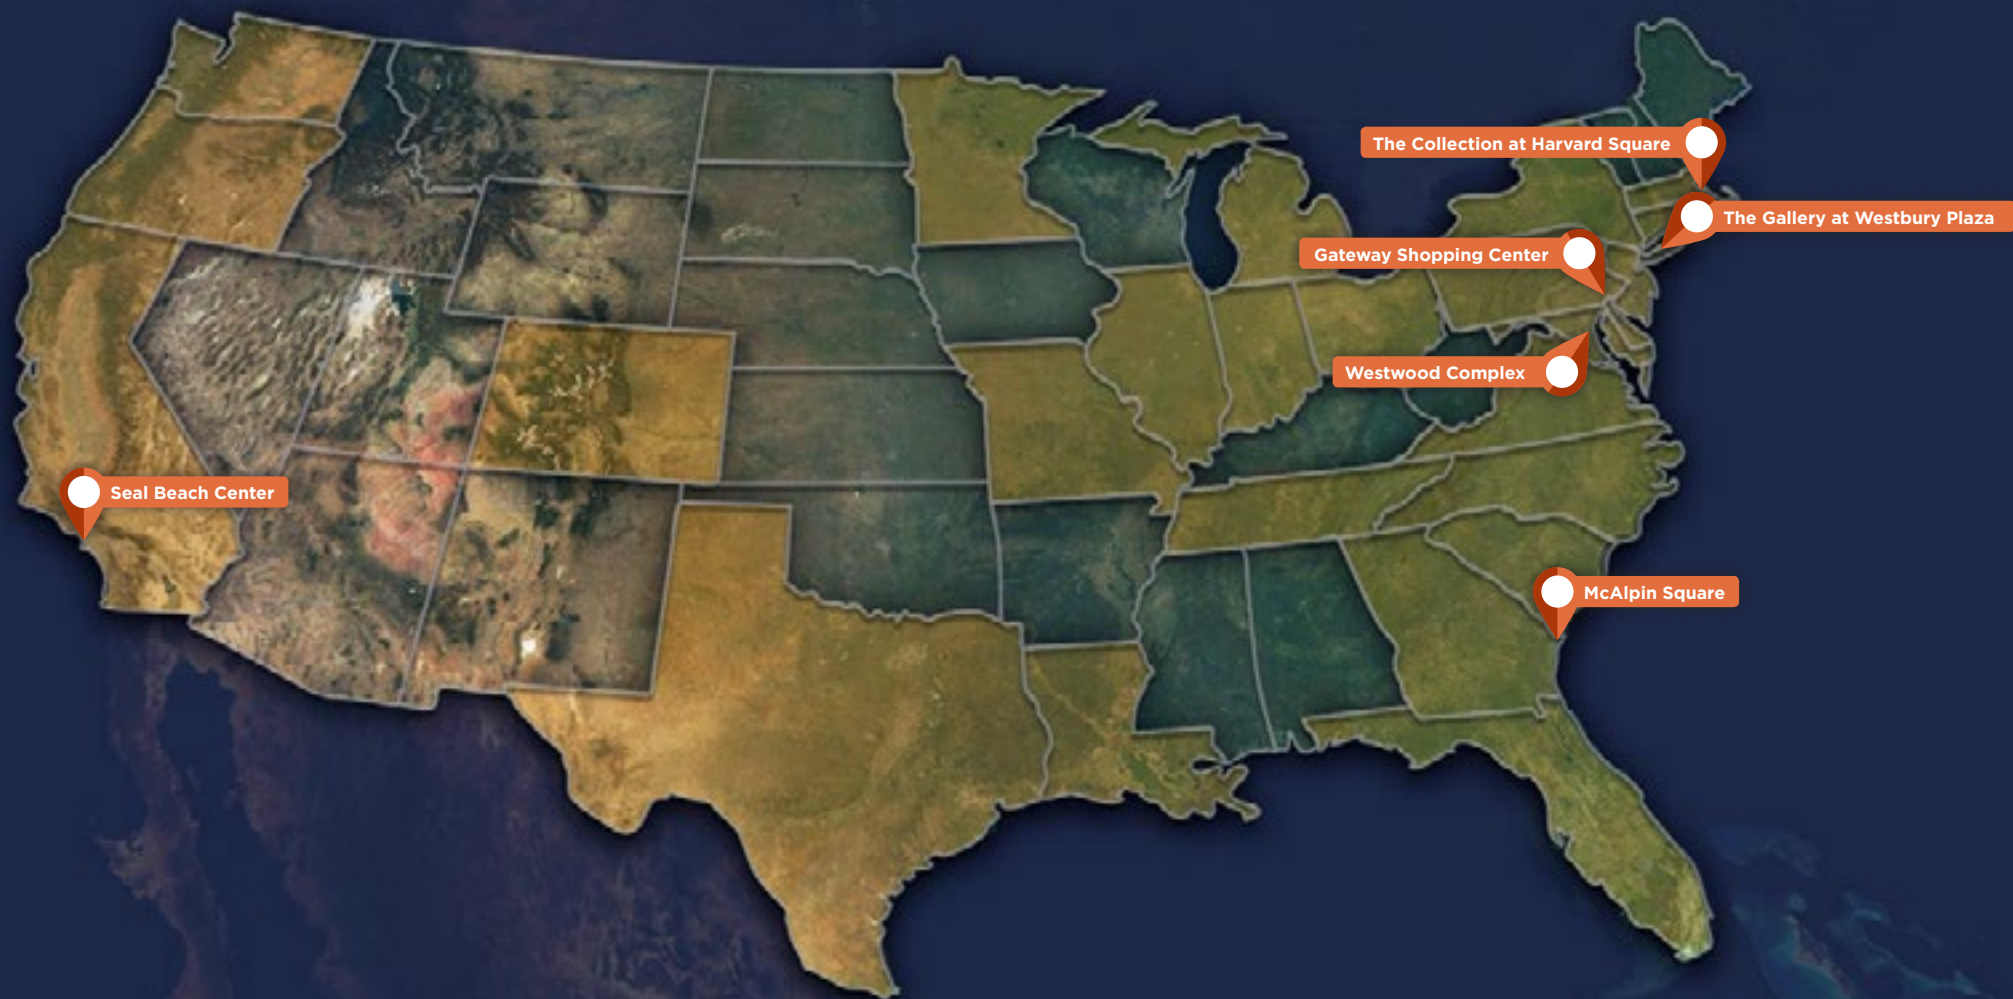 The Collection at Harvard Square
The Gallery at Westbury Plaza
Gateway Shopping Center
Westwood Complex
Seal Beach Center
McAlpin Square